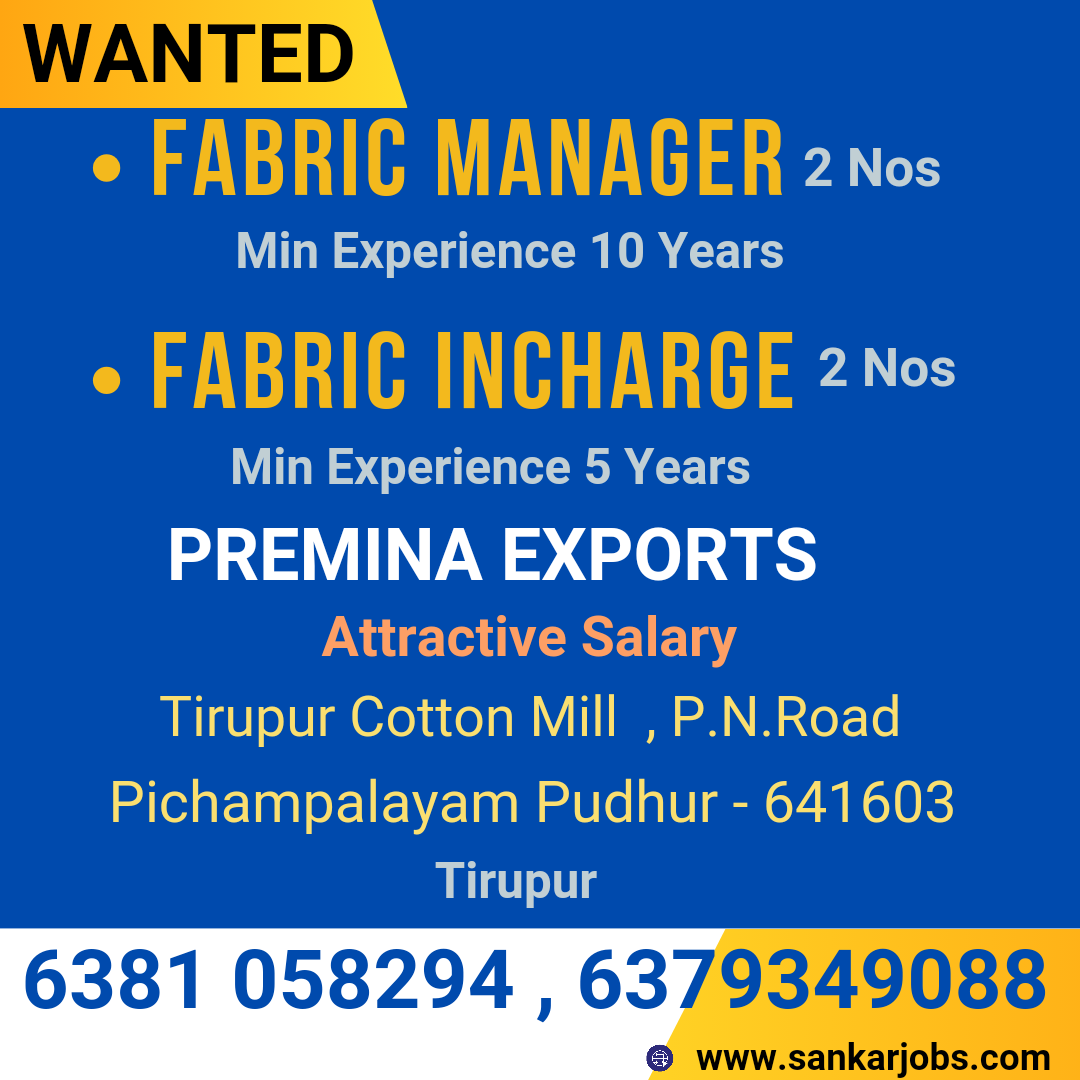 WANTED
• FABRIC MANAGER 2 Nos
Min Experience 10 Years
• FABRIC INCHARGE 2 Nos
Min Experience 5 Years
PREMINA EXPORTS
Attractive Salary
Tirupur Cotton Mill , P.N.Road
Pichampalayam Pudhur - 641603
Tirupur
6381 058294 , 6379349088
www.sankarjobs.com